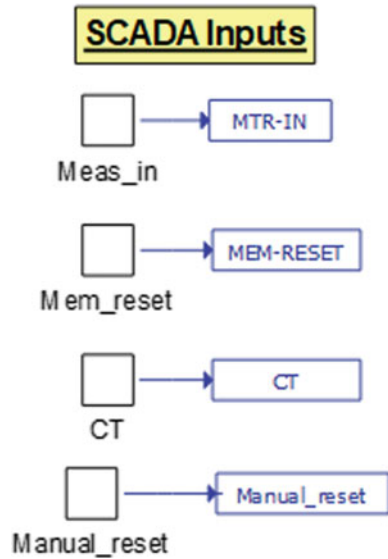 SCADA Inputs
MTR-IN
Meas_in
MEM-RESET
Mem_reset
CT
CT
Manual_reset
Manual_reset